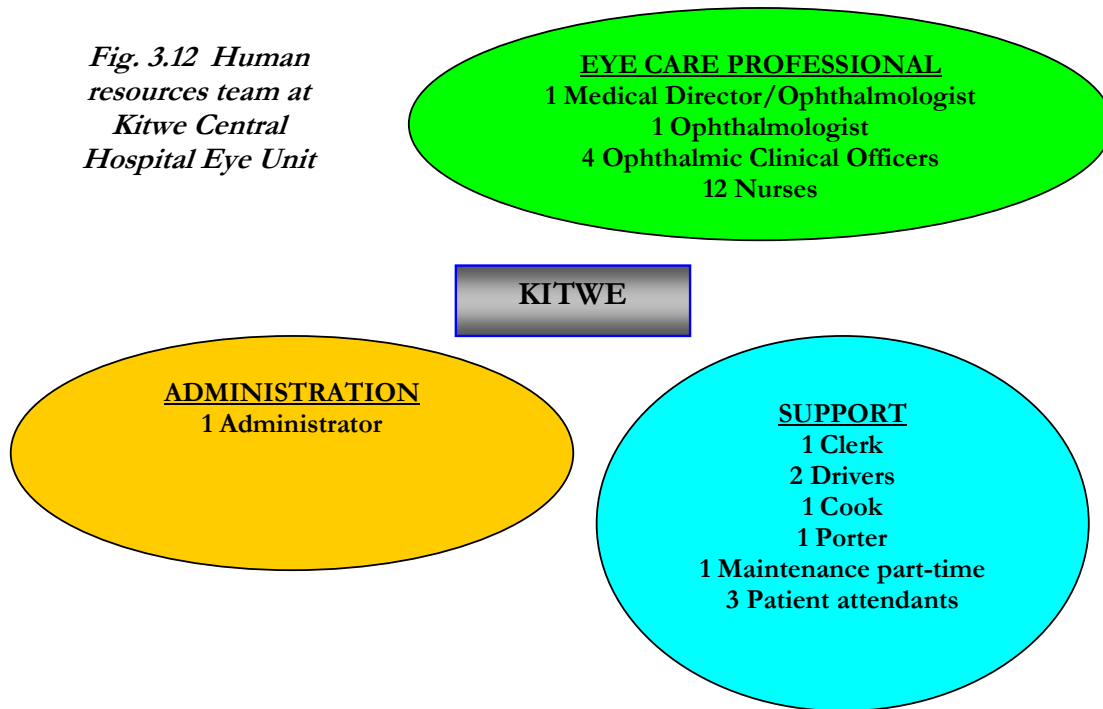 Fig. 3.12 Human
resources team at
Kitwe Central
Hospital Eye Unit
EYE CARE PROFESSIONAL
1 Medical Director/Ophthalmologist
1 Ophthalmologist
4 Ophthalmic Clinical Officers
12 Nurses
KITWE
ADMINISTRATION
1 Administrator
SUPPORT
1 Clerk
2 Drivers
1 Cook
1 Porter
1 Maintenance part-time
3 Patient attendants